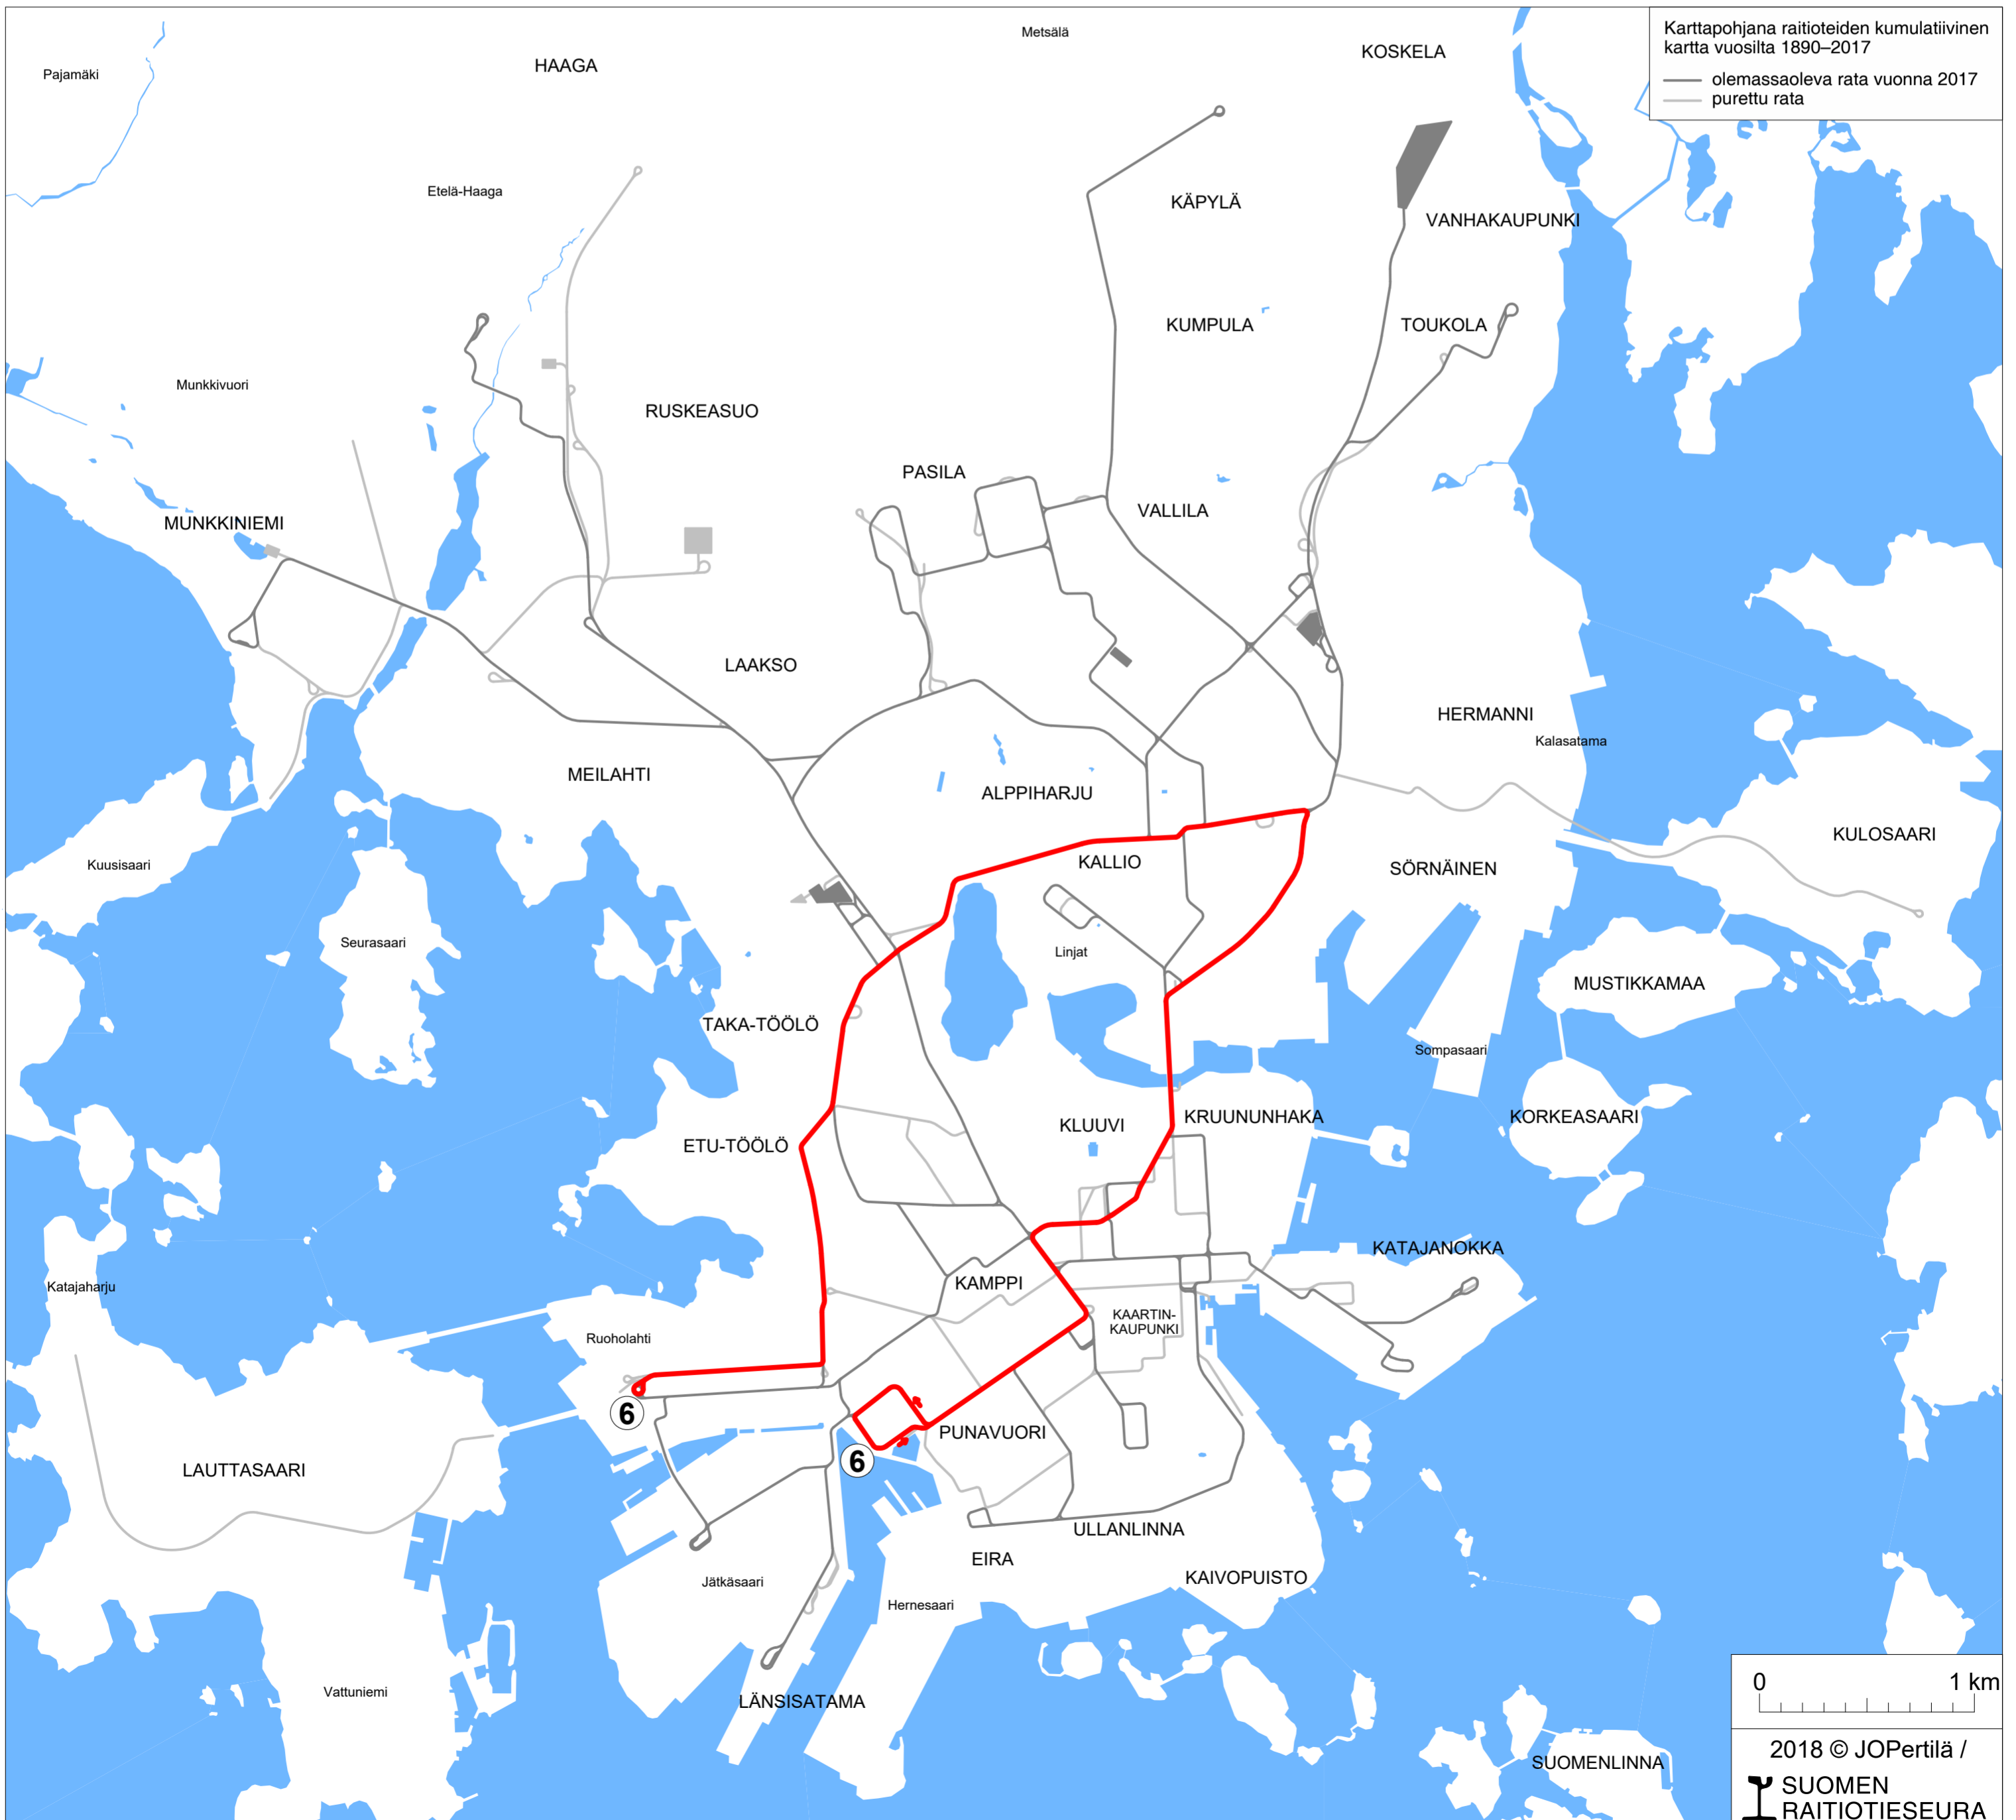 Karttapohjana raitioteiden kumulatiivinen
kartta vuosilta 1890–2017
olemassaoleva rata vuonna 2017
purettu rata
Metsälä
KOSKELA
HAAGA
Pajamäki
Etelä-Haaga
KÄPYLÄ
VANHAKAUPUNKI
KUMPULA
TOUKOLA
Munkkivuori
RUSKEASUO
PASILA
VALLILA
MUNKKINIEMI
LAAKSO
HERMANNI
Kalasatama
MEILAHTI
ALPPIHARJU
KULOSAARI
Kuusisaari
KALLIO
SÖRNÄINEN
Seurasaari
Linjat
MUSTIKKAMAA
TAKA-TÖÖLÖ
Sompasaari
KLUUVI
KRUUNUNHAKA
KORKEASAARI
ETU-TÖÖLÖ
KATAJANOKKA
Katajaharju
KAMPPI
KAARTIN-
KAUPUNKI
Ruoholahti
6
PUNAVUORI
6
LAUTTASAARI
ULLANLINNA
EIRA
KAIVOPUISTO
Jätkäsaari
Hernesaari
Vattuniemi
LÄNSISATAMA
SUOMENLINNA
0 1 km
2018 © JOPertilä /
SUOMEN
RAITIOTIESEURA